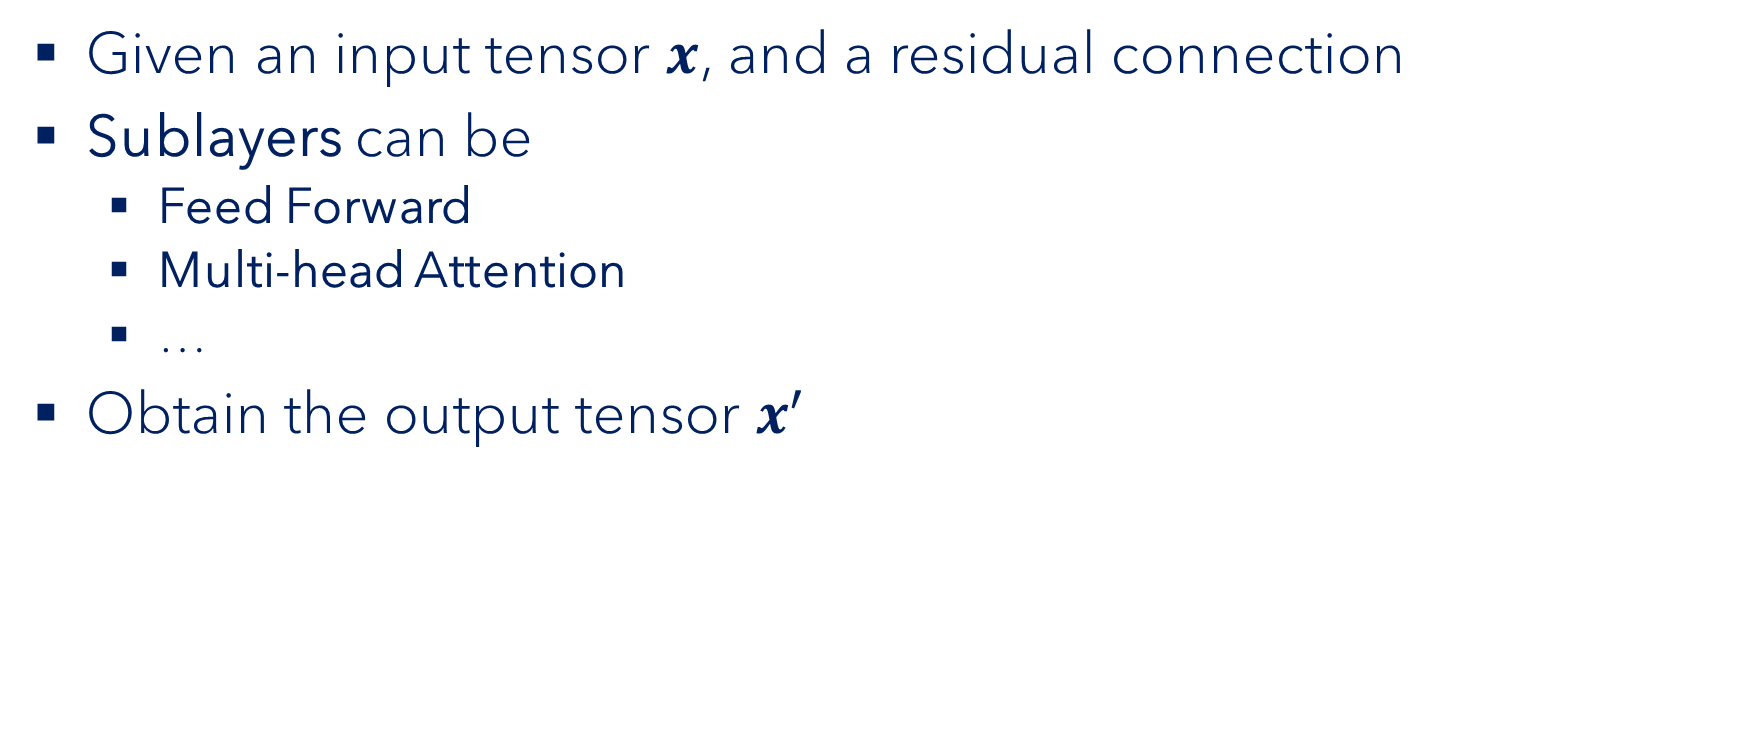 ▪ Given an input tensor x, and a residual connection
▪ Sublayers can be
▪ Feed Forward
▪ Multi-head Attention
▪ …
▪ Obtain the output tensor x′